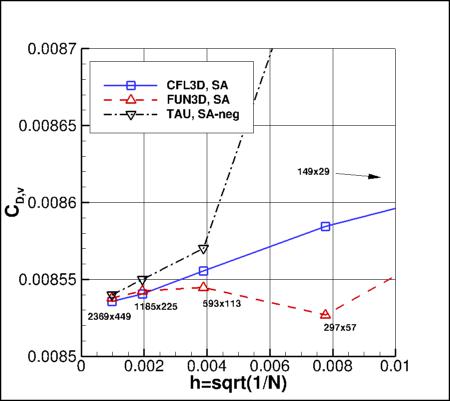 0.0087
CFL3D, SA
FUN3D, SA
TAU, SA-neg
0.00865
149x29
0.0086
C_D,v
0.00855
2369x449
1185x225
593x113
297x57
0.0085
0
0.002
0.004
0.006
0.008
0.01
h=sqrt(1/N)